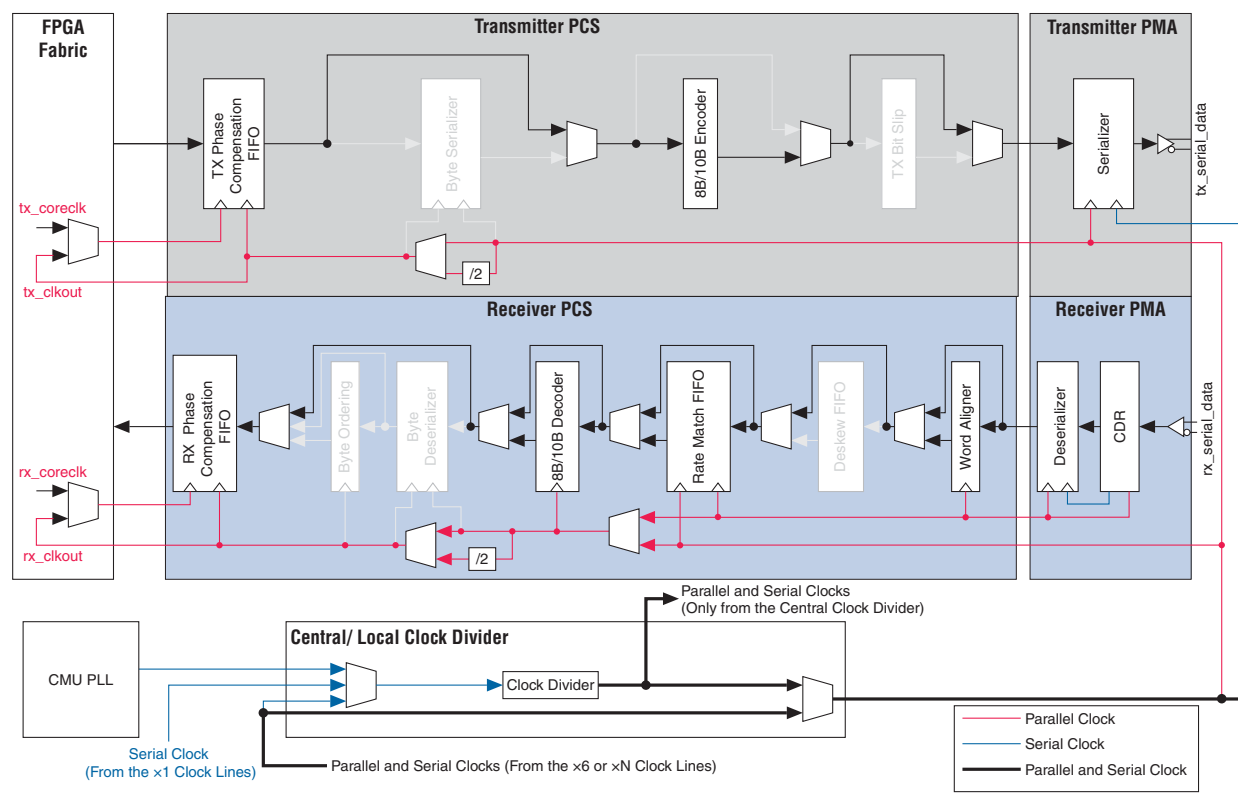 FPGA
Fabric
Transmitter PCS
Transmitter PMA
TX Phase
Compensation
FIFO
Byte Serializer
8B/10B Encoder
TX Bit Slip
Serializer
tx_serial_data
tx_coreclk
tx_clkout
/2
Receiver PCS
Receiver PMA
RX Phase
Compensation
FIFO
Byte Ordering
Byte
Deserializer
8B/10B Decoder
Rate Match FIFO
Deskew FIFO
Word Aligner
Deserializer
CDR
rx_serial_data
rx_coreclk
rx_clkout
/2
Parallel and Serial Clocks
(Only from the Central Clock Divider)
Central/ Local Clock Divider
CMU PLL
Clock Divider
Serial Clock
(From the ×1 Clock Lines)
Parallel and Serial Clocks (From the ×6 or ×N Clock Lines)
Parallel Clock
Serial Clock
Parallel and Serial Clock